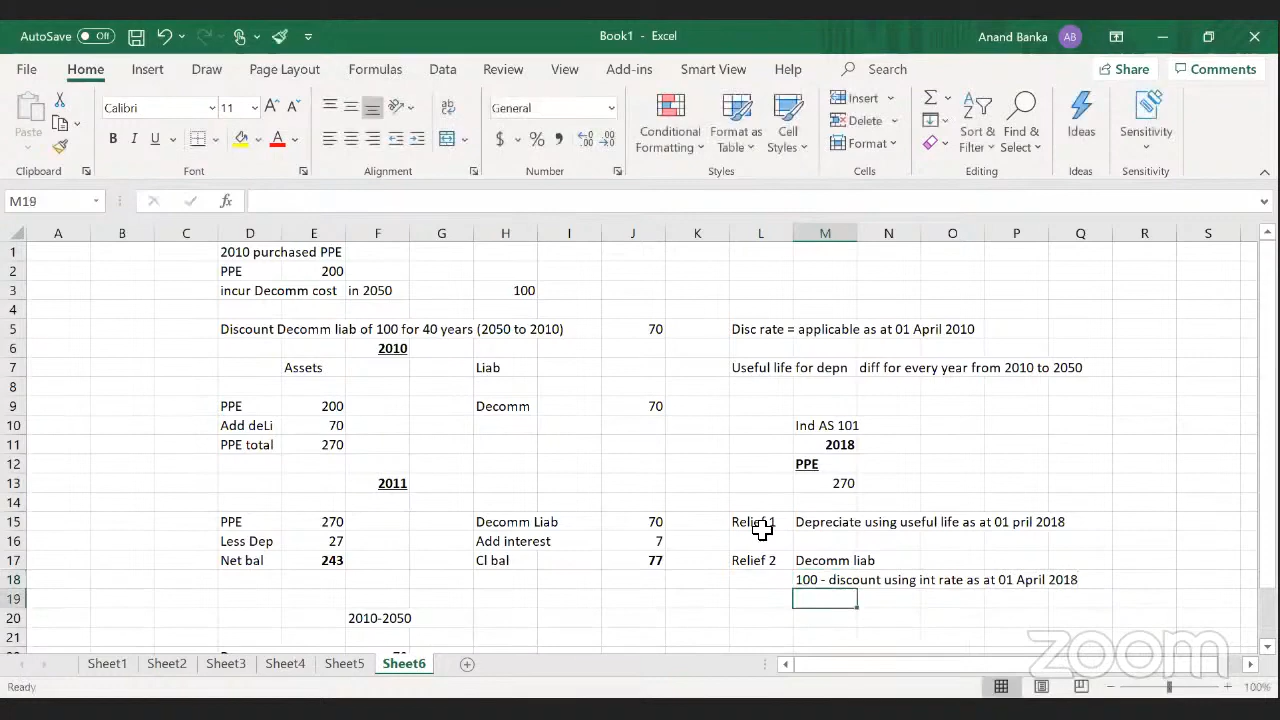 AutoSave Off Book1 - Excel Anand Banka AB
File Home Insert Draw Page Layout Formulas Data Review View Add-ins Smart View Help Search Share Comments
Paste Calibri 11 General Conditional Formatting Format as Table Cell Styles Insert Delete Format Sort & Filter Find & Select Ideas Sensitivity
Clipboard Font Alignment Number Styles Cells Editing Ideas Sensitivity
M19 fx
A B C D E F G H I J K L M N O P Q R S
1 2010 purchased PPE
2 PPE 200
3 incur Decomm cost in 2050 100
4
5 Discount Decomm liab of 100 for 40 years (2050 to 2010) 70 Disc rate = applicable as at 01 April 2010
6 2010
7 Assets Liab Useful life for depn diff for every year from 2010 to 2050
8
9 PPE 200 Decomm 70
10 Add deLi 70 Ind AS 101
11 PPE total 270 2018
12 PPE
13 2011 270
14
15 PPE 270 Decomm Liab 70 Relief 1 Depreciate using useful life as at 01 pril 2018
16 Less Dep 27 Add interest 7
17 Net bal 243 Cl bal 77 Relief 2 Decomm liab
18 100 - discount using int rate as at 01 April 2018
19
20 2010-2050
21
Sheet1 Sheet2 Sheet3 Sheet4 Sheet5 Sheet6
zoom
Ready 100%